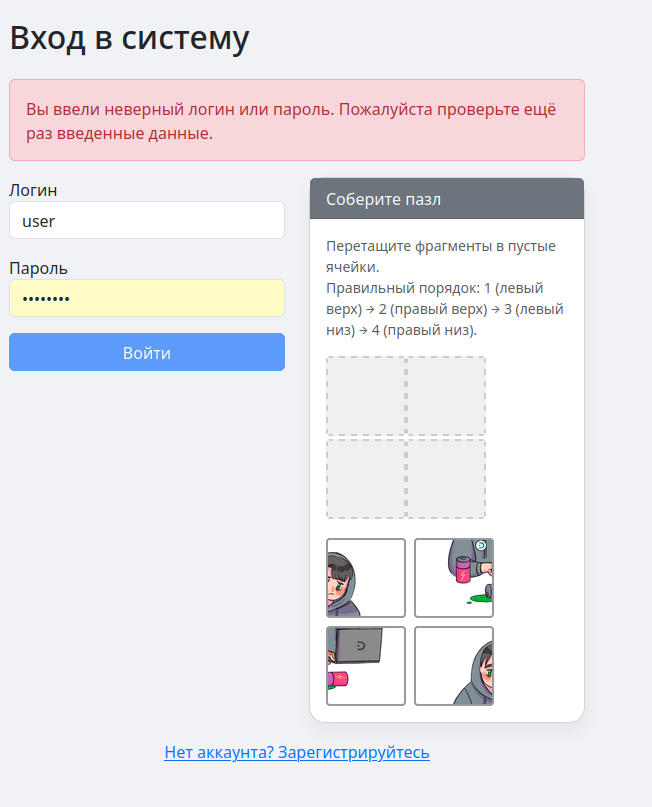 Вход в систему
Вы ввели неверный логин или пароль. Пожалуйста проверьте ещё
раз введенные данные.
Логин
user
Пароль
••••••••
Войти
Соберите пазл
Перетащите фрагменты в пустые
ячейки.
Правильный порядок: 1 (левый
верх) → 2 (правый верх) → 3 (левый
низ) → 4 (правый низ).
Нет аккаунта? Зарегистрируйтесь